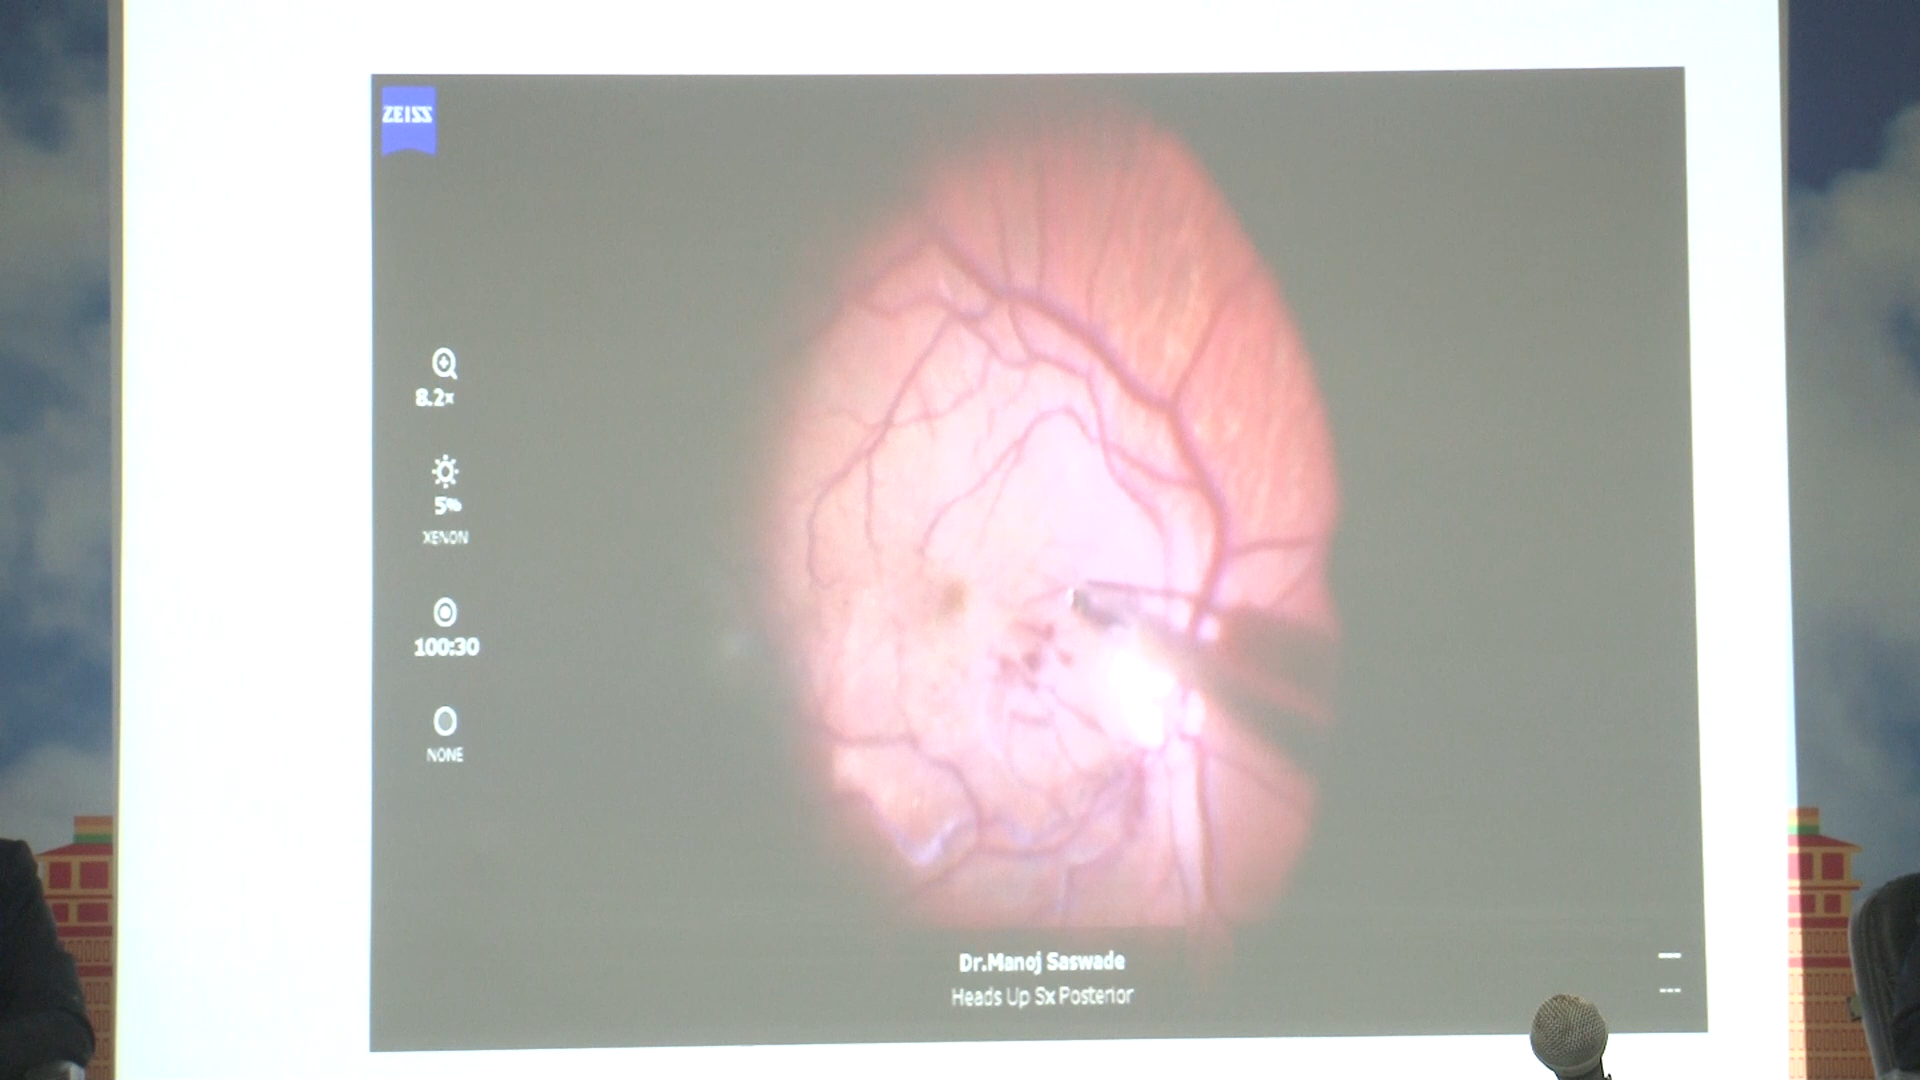 ZEISS
8.2x
5%
XENON
100:30
NONE
Dr.Manoj Saswade
Heads Up Sx Posterior
---
---